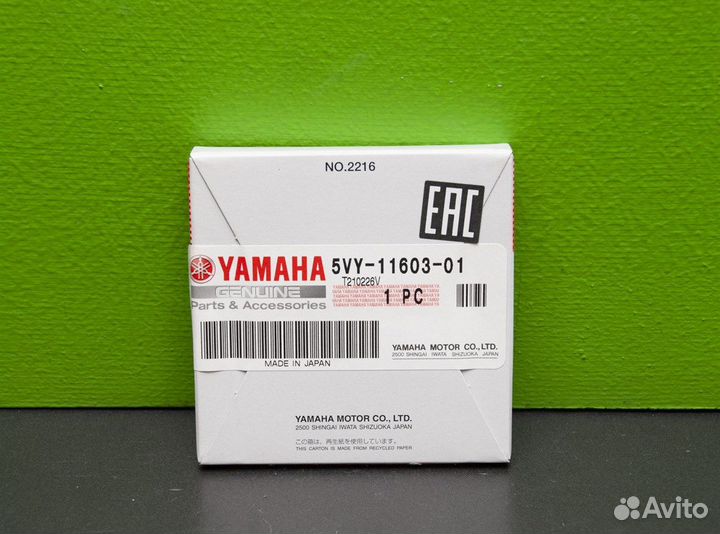 NO.2216
EAC
YAMAHA
GENUINE
Parts & Accessories
5VY-11603-01
T210226V
1 PC
MADE IN JAPAN
YAMAHA MOTOR CO., LTD.
2500 SHINGAI IWATA SHIZUOKA JAPAN
YAMAHA MOTOR CO., LTD.
2500 SHINGAI IWATA SHIZUOKA JAPAN
この箱は、再生紙を使用しています。
THIS CARTON IS MADE FROM RECYCLED PAPER
Avito